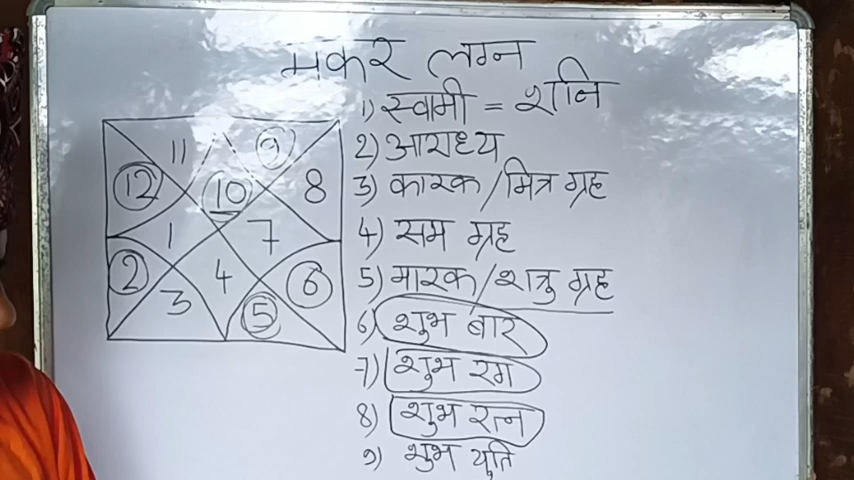 मकर लग्न
1) स्वामी = शनि
2) आराध्य
3) कारक/मित्र ग्रह
4) सम ग्रह
5) मारक/शत्रु ग्रह
6) शुभ बार
7) शुभ रग
8) शुभ रत्न
9) शुभ युति
11 9
12 10 8
1 7
2 4 6
3 5